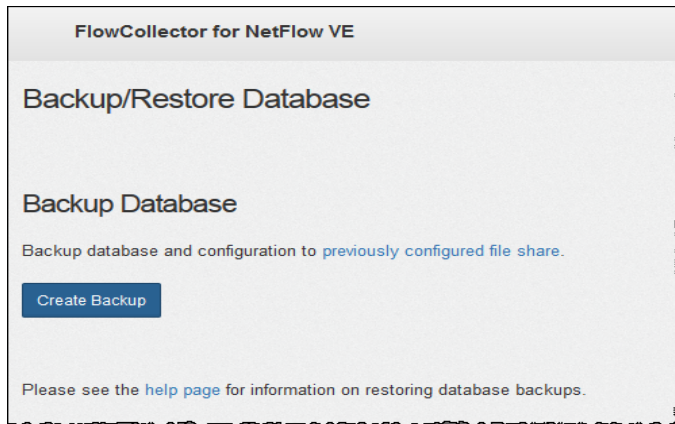 FlowCollector for NetFlow VE
Backup/Restore Database
Backup Database
Backup database and configuration to previously configured file share.
Create Backup
Please see the help page for information on restoring database backups.